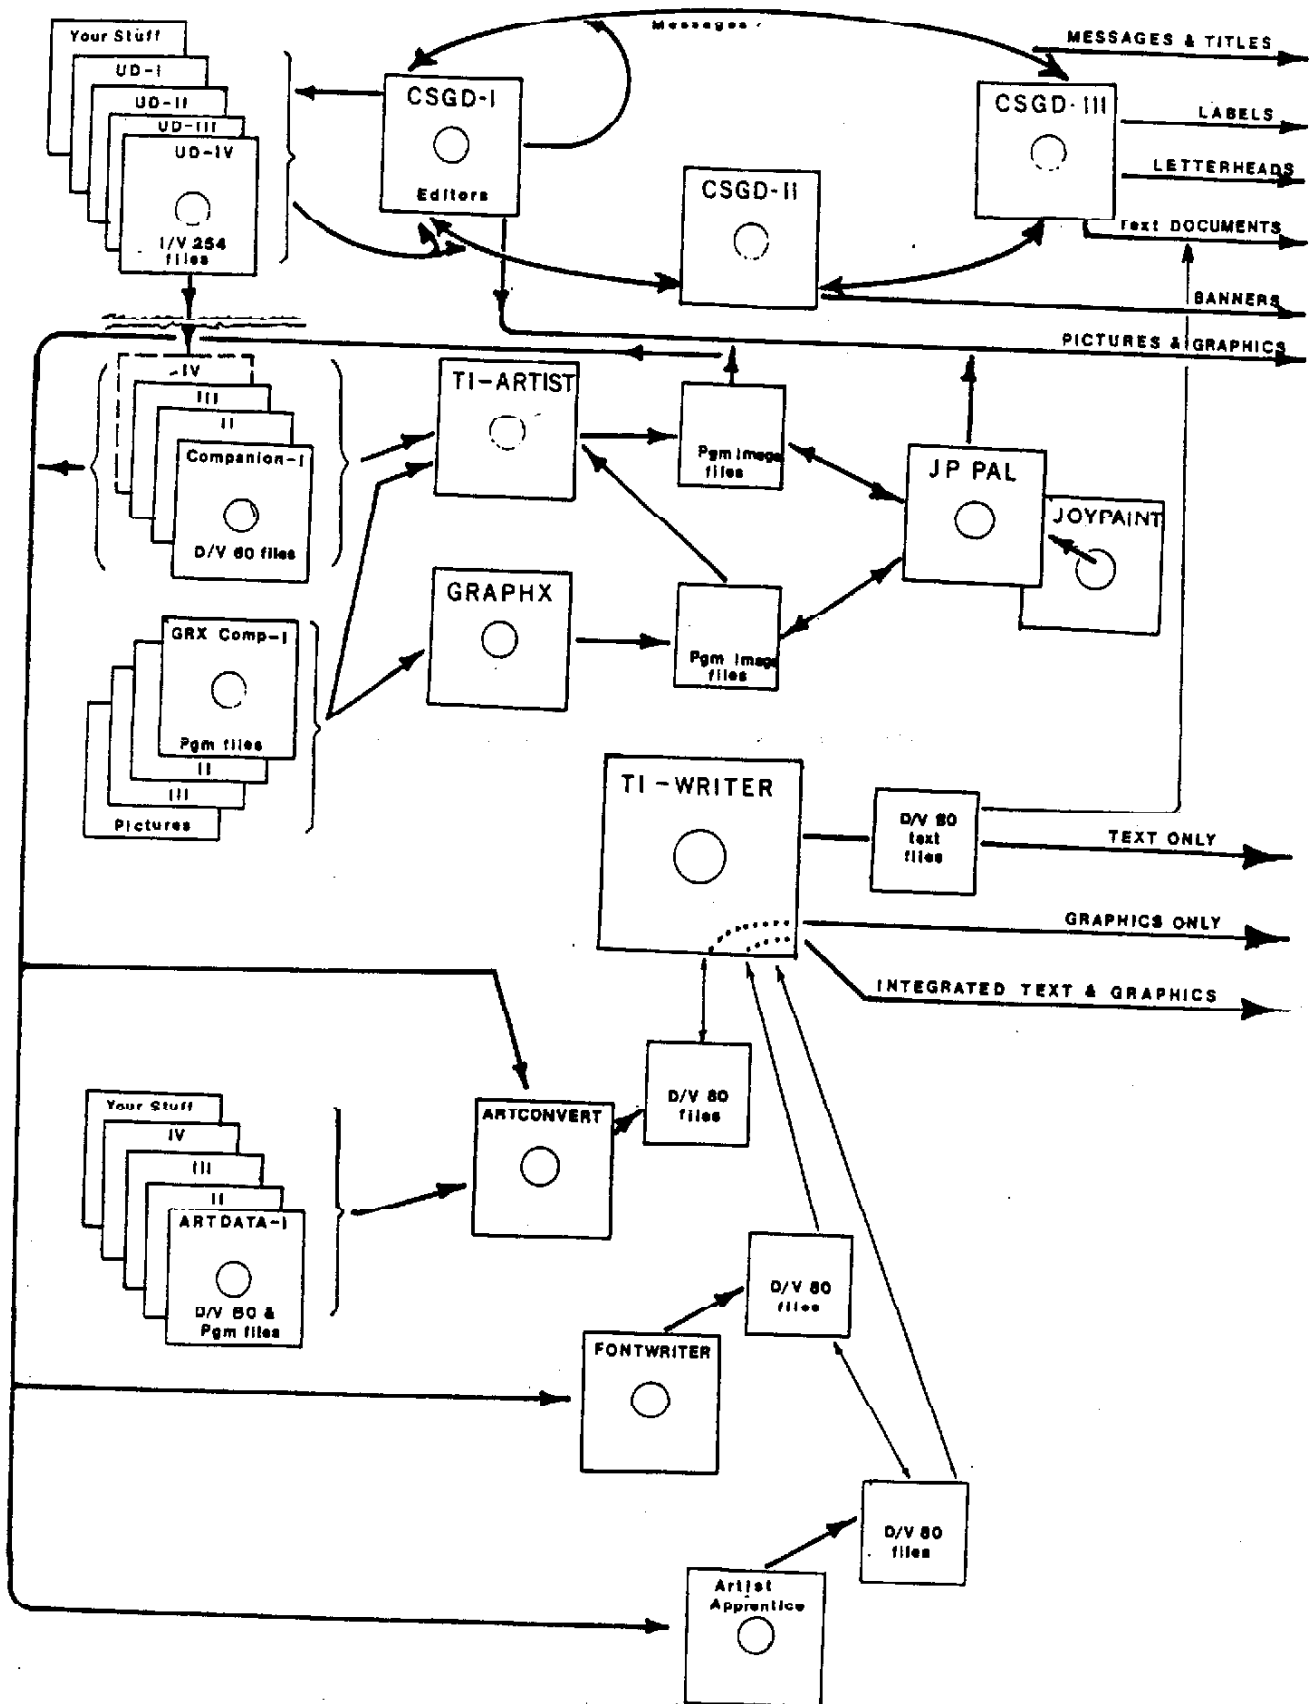 Messages
MESSAGES & TITLES
Your Stuff
UD-I
UD-II
UD-III
UD-IV
I/V 254
files
CSGD-I
Editors
CSGD-II
CSGD-III
LABELS
LETTERHEADS
Text DOCUMENTS
BANNERS
PICTURES & GRAPHICS
IV
III
II
Companion-I
D/V 80 files
TI-ARTIST
Pgm Image
files
JP PAL
JOYPAINT
GRAPHX
Pgm Image
files
GRX Comp-I
Pgm files
II
III
Pictures
TI-WRITER
D/V 80
text
files
TEXT ONLY
GRAPHICS ONLY
INTEGRATED TEXT & GRAPHICS
D/V 80
files
Your Stuff
IV
III
II
ARTDATA-I
D/V 80 &
Pgm files
ARTCONVERT
D/V 80
files
FONTWRITER
D/V 80
files
Artist
Apprentice